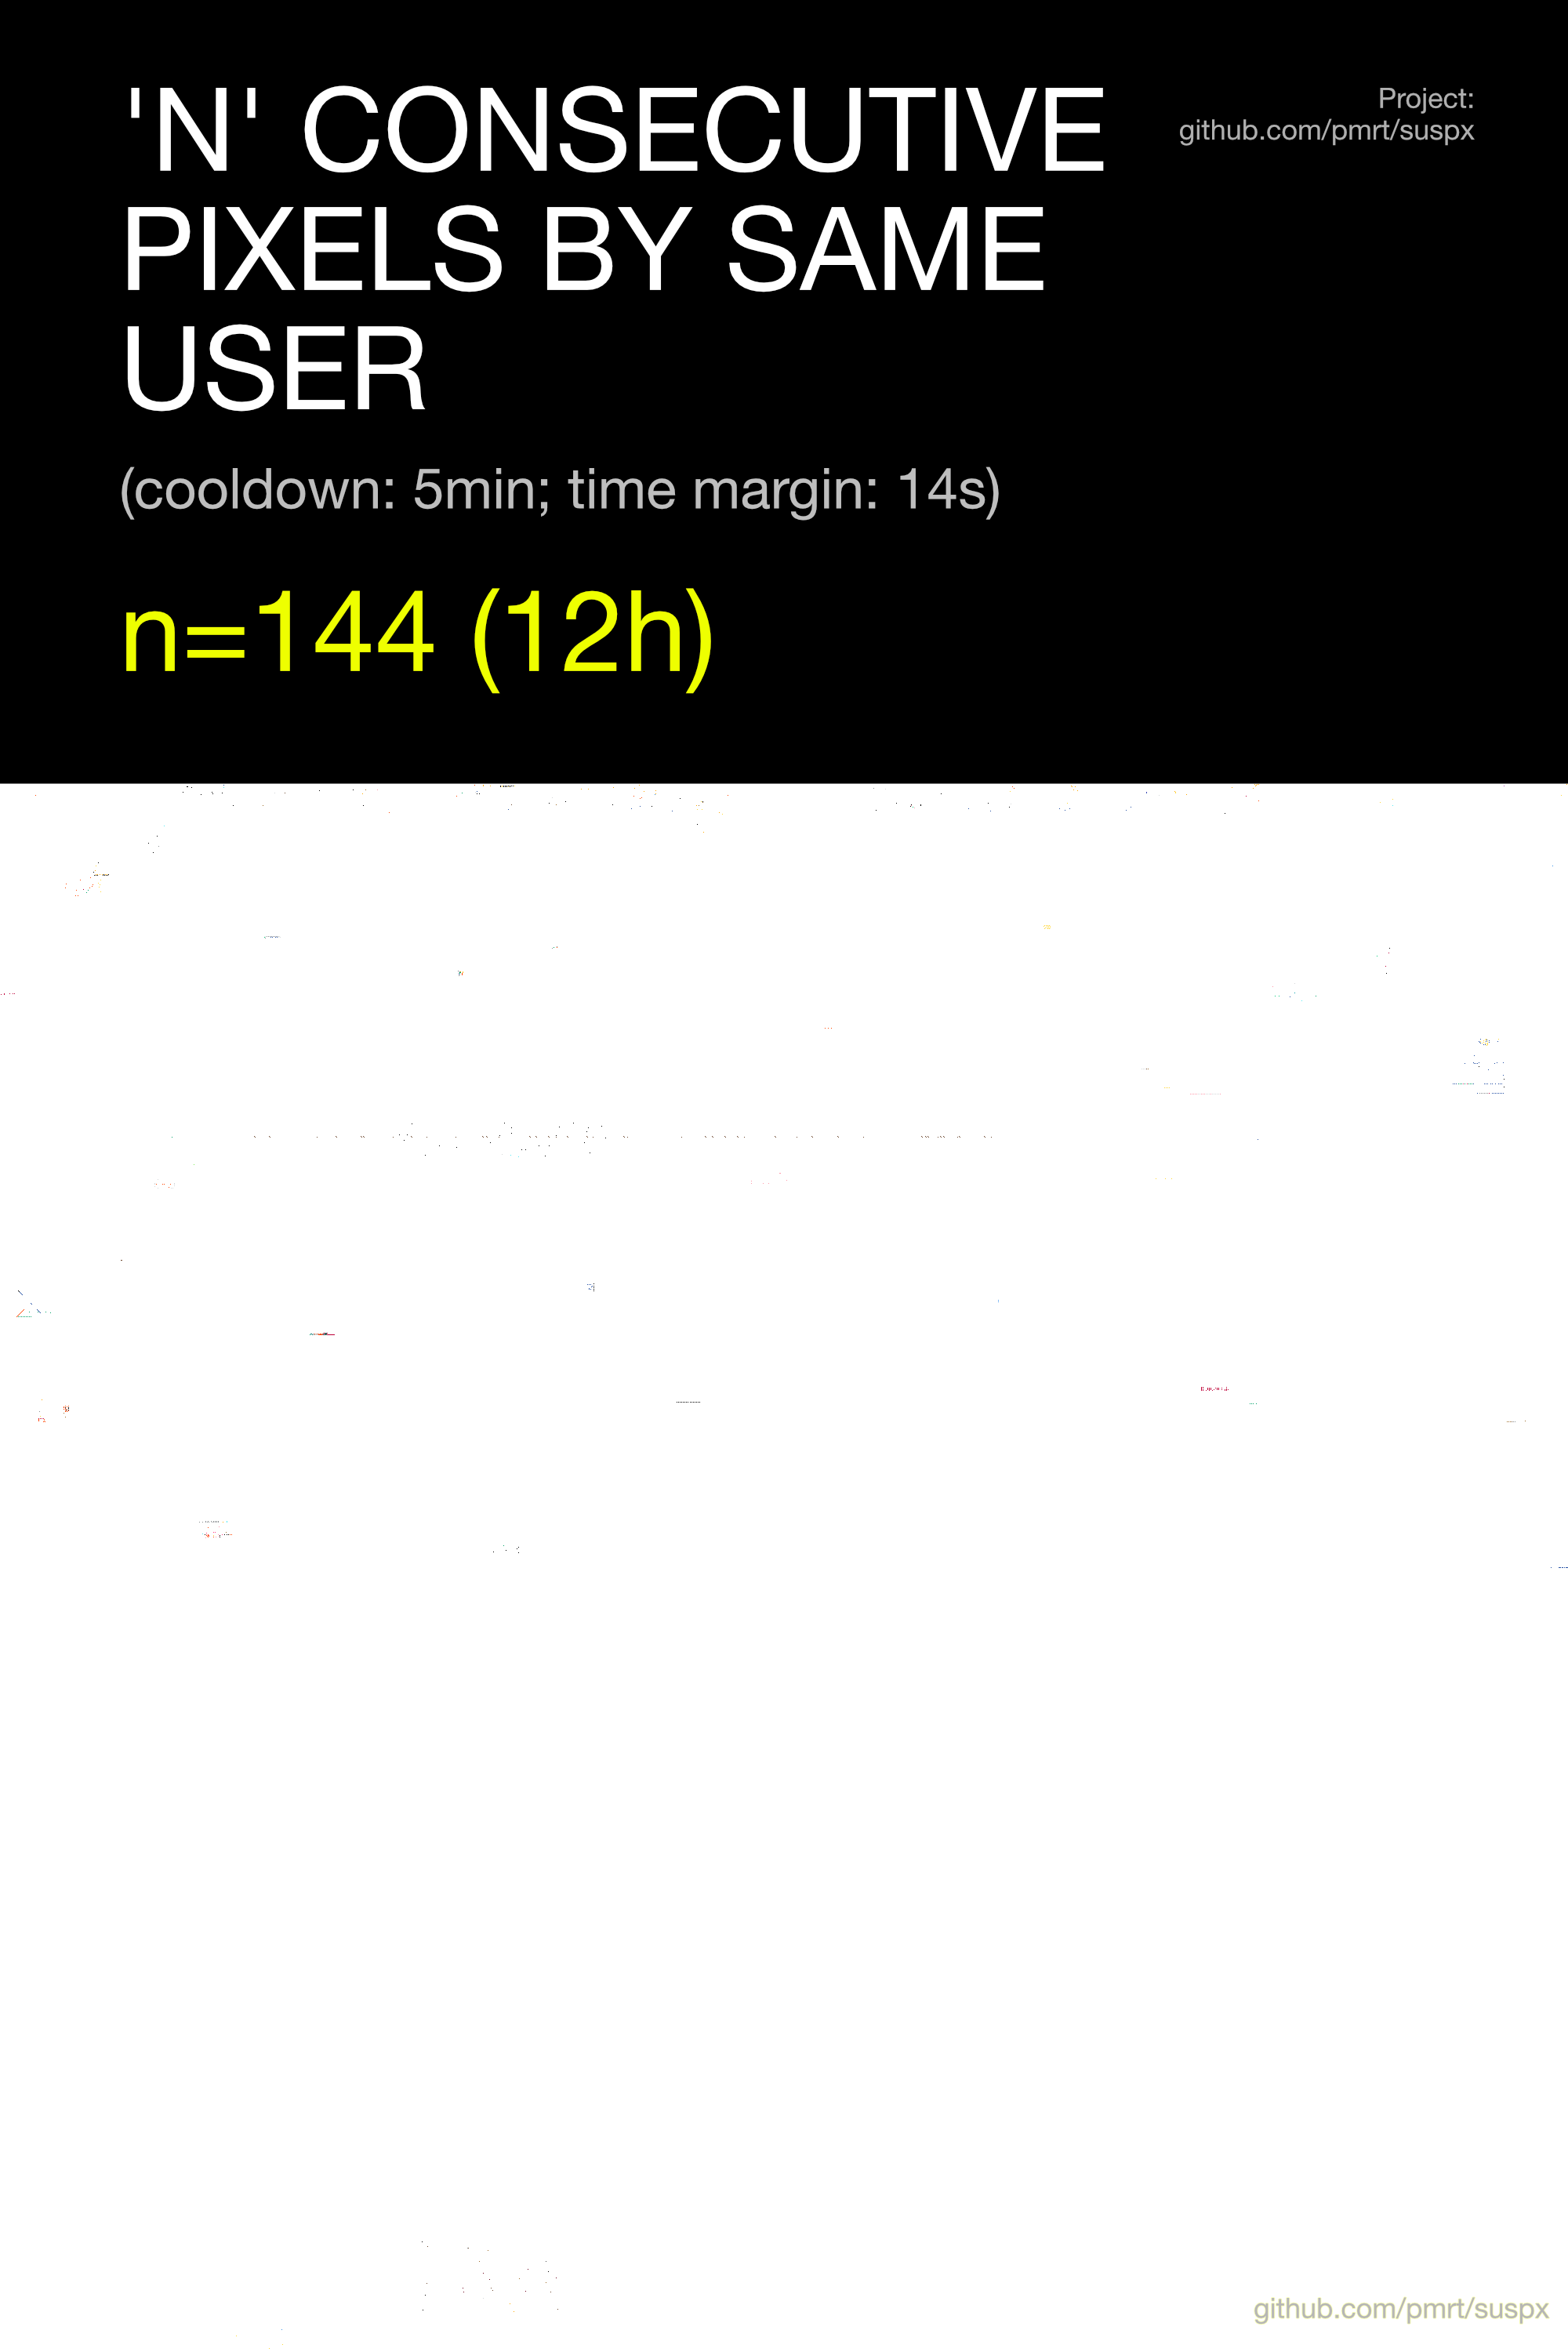 'N' CONSECUTIVE
PIXELS BY SAME
USER
Project:
github.com/pmrt/suspx
(cooldown: 5min; time margin: 14s)
n=144 (12h)
github.com/pmrt/suspx